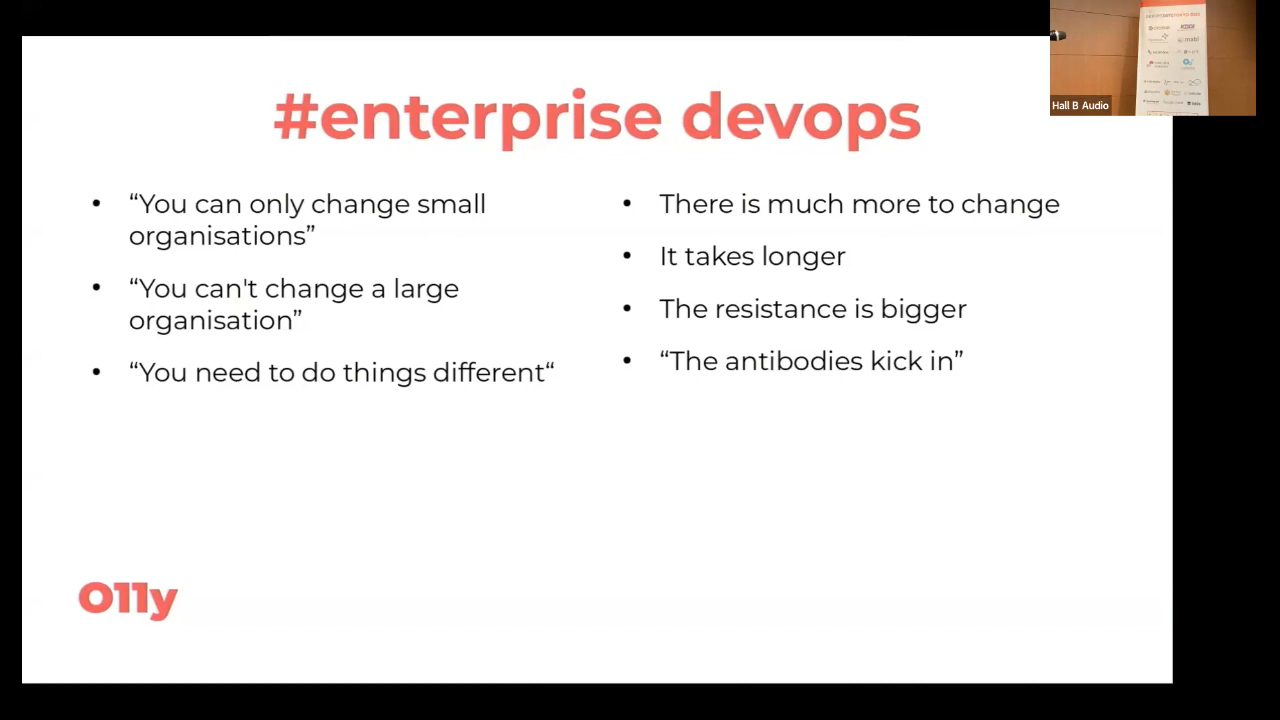 #enterprise devops
• “You can only change small
organisations”
• “You can't change a large
organisation”
• “You need to do things different“
• There is much more to change
• It takes longer
• The resistance is bigger
• “The antibodies kick in”
O11y
Hall B Audio